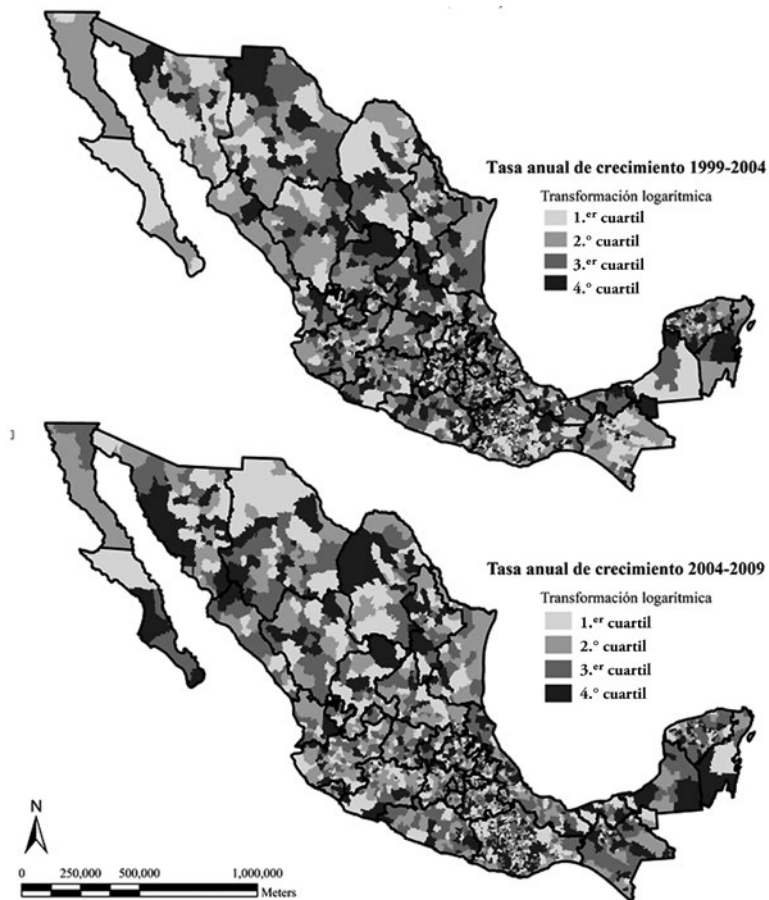 Tasa anual de crecimiento 1999-2004
Transformación logarítmica
1.er cuartil
2.° cuartil
3.er cuartil
4.° cuartil
Tasa anual de crecimiento 2004-2009
Transformación logarítmica
1.er cuartil
2.° cuartil
3.er cuartil
4.° cuartil
N
0 250,000 500,000 1,000,000
Meters